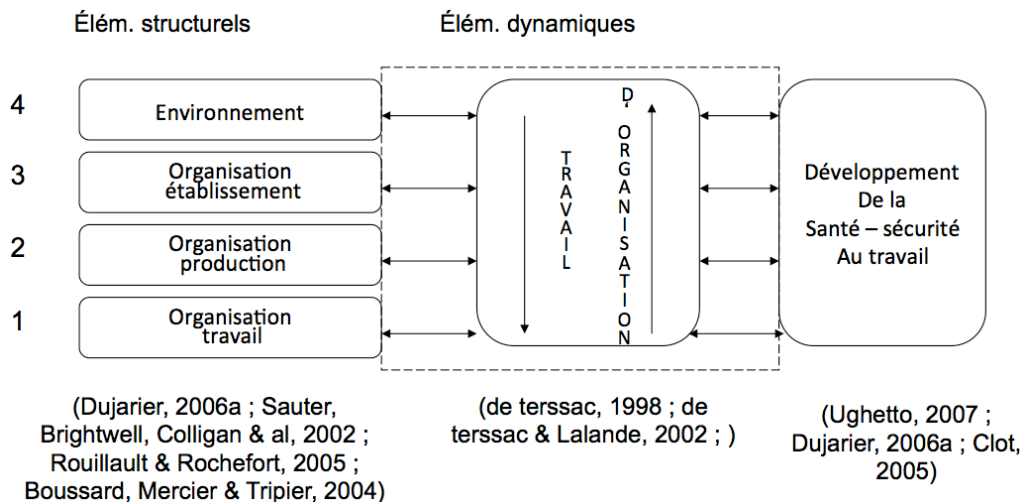 Élém. structurels
Élém. dynamiques
4
Environnement
3
Organisation
établissement
2
Organisation
production
1
Organisation
travail
TRAVAIL
D' ORGANISATION
Développement
De la
Santé – sécurité
Au travail
(Dujarier, 2006a ; Sauter,
Brightwell, Colligan & al, 2002 ;
Rouillault & Rochefort, 2005 ;
Boussard, Mercier & Tripier, 2004)
(de terssac, 1998 ; de
terssac & Lalande, 2002 ; )
(Ughetto, 2007 ;
Dujarier, 2006a ; Clot,
2005)